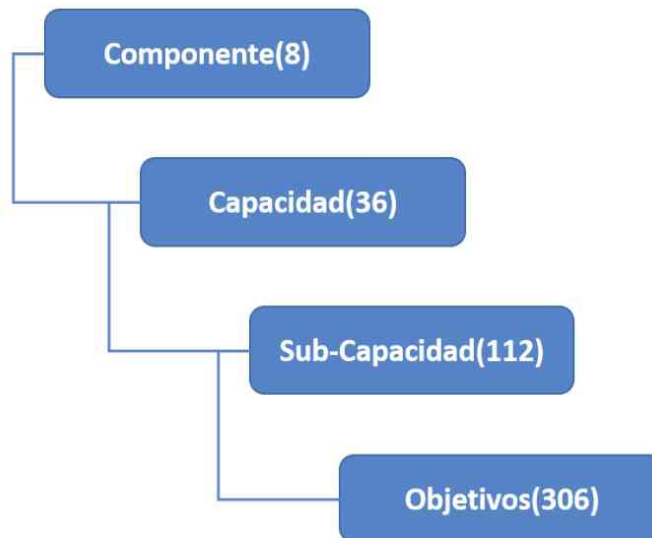 Componente(8)
Capacidad(36)
Sub-Capacidad(112)
Objetivos(306)